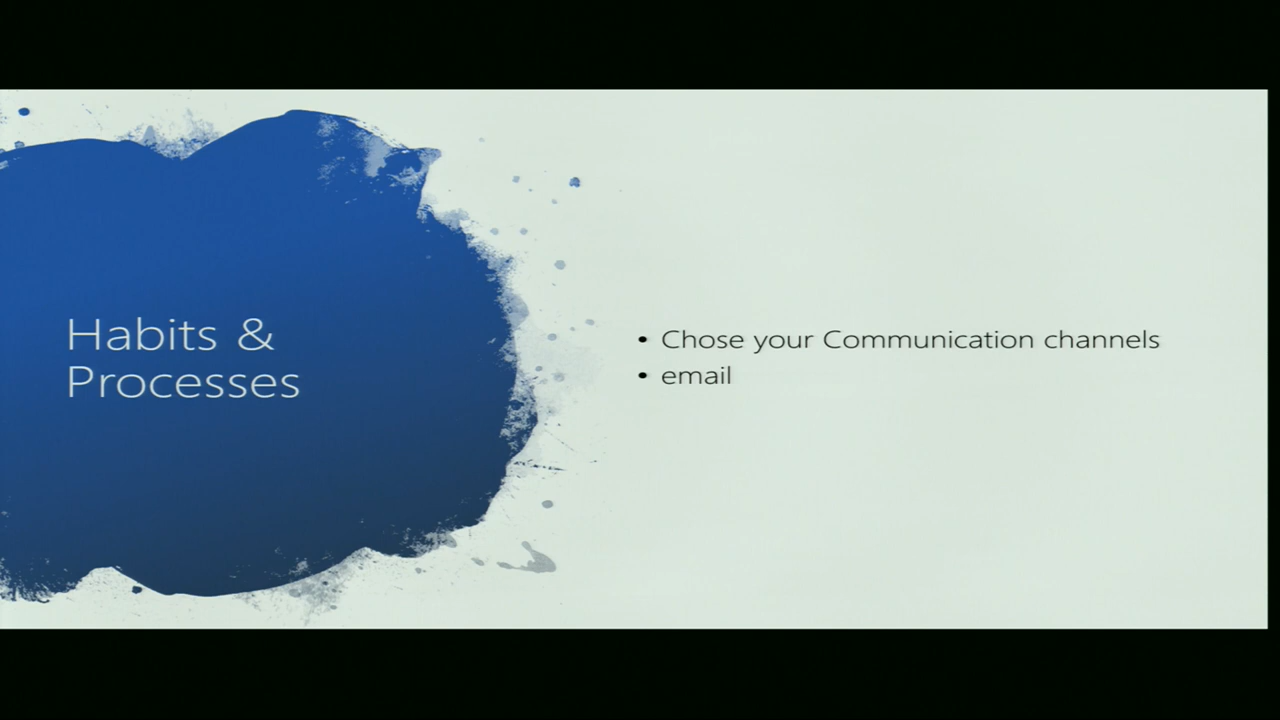 Habits &
Processes
• Chose your Communication channels
• email